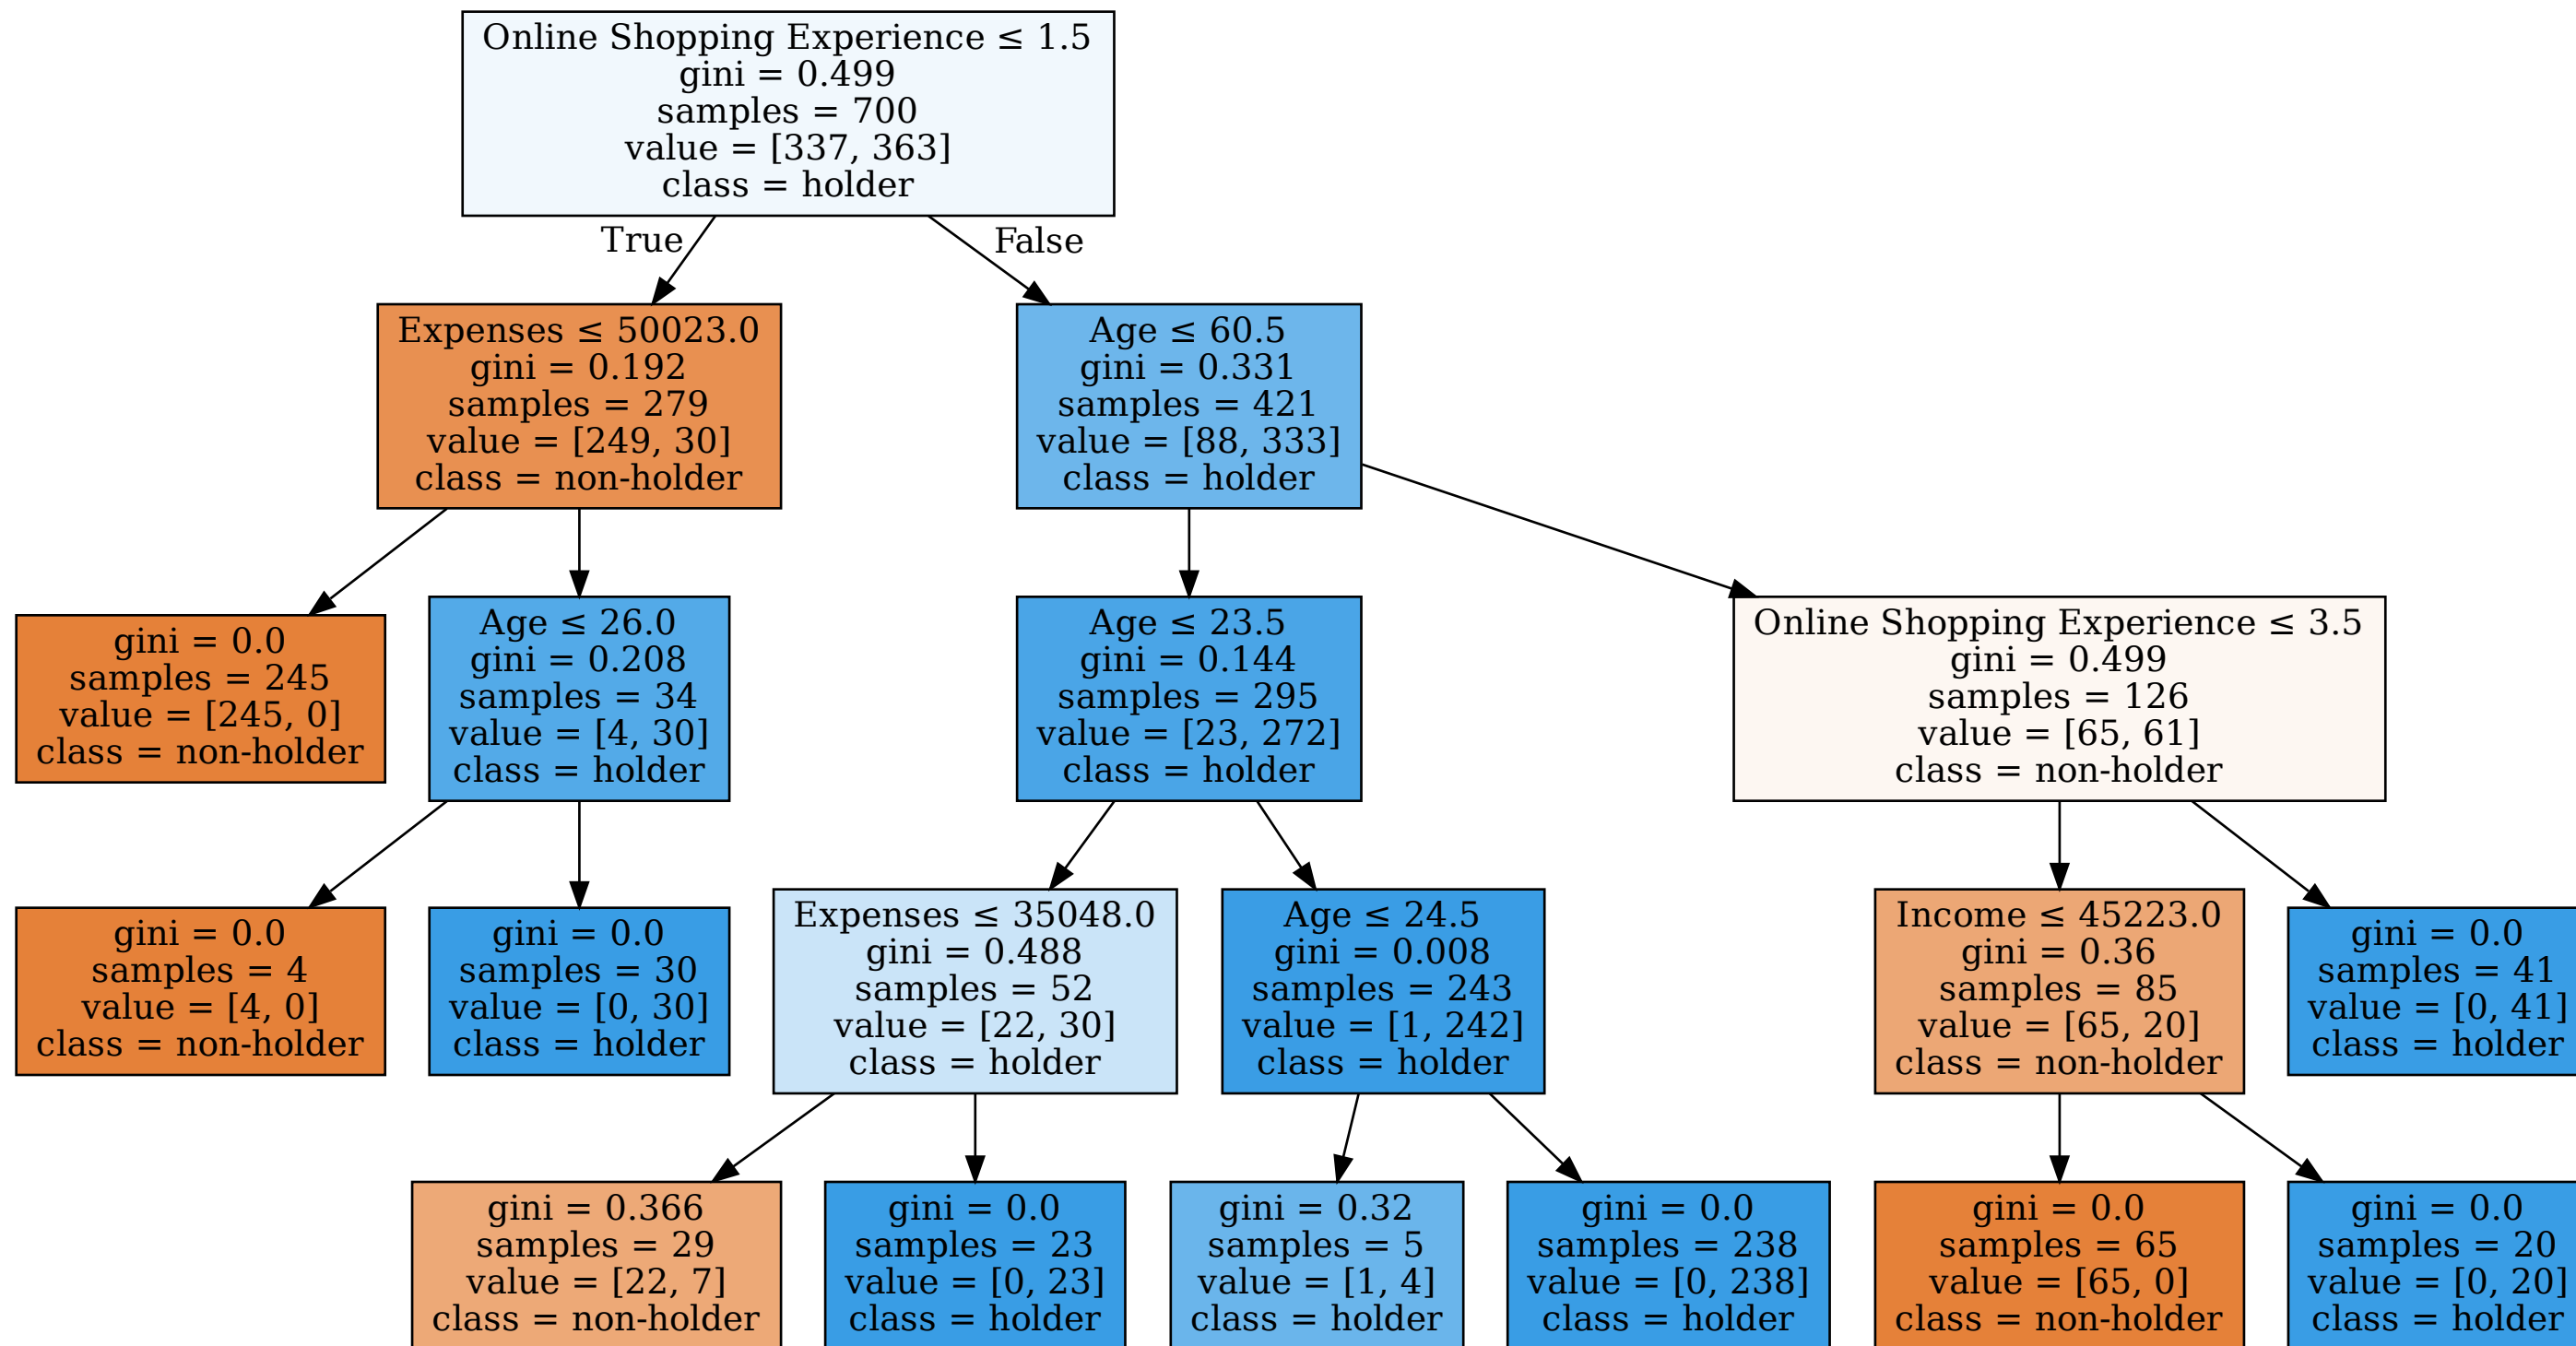 Online Shopping Experience ≤ 1.5
gini = 0.499
samples = 700
value = [337, 363]
class = holder
True
False
Expenses ≤ 50023.0
gini = 0.192
samples = 279
value = [249, 30]
class = non-holder
Age ≤ 60.5
gini = 0.331
samples = 421
value = [88, 333]
class = holder
gini = 0.0
samples = 245
value = [245, 0]
class = non-holder
Age ≤ 26.0
gini = 0.208
samples = 34
value = [4, 30]
class = holder
Age ≤ 23.5
gini = 0.144
samples = 295
value = [23, 272]
class = holder
Online Shopping Experience ≤ 3.5
gini = 0.499
samples = 126
value = [65, 61]
class = non-holder
gini = 0.0
samples = 4
value = [4, 0]
class = non-holder
gini = 0.0
samples = 30
value = [0, 30]
class = holder
Expenses ≤ 35048.0
gini = 0.488
samples = 52
value = [22, 30]
class = holder
Age ≤ 24.5
gini = 0.008
samples = 243
value = [1, 242]
class = holder
Income ≤ 45223.0
gini = 0.36
samples = 85
value = [65, 20]
class = non-holder
gini = 0.0
samples = 41
value = [0, 41]
class = holder
gini = 0.366
samples = 29
value = [22, 7]
class = non-holder
gini = 0.0
samples = 23
value = [0, 23]
class = holder
gini = 0.32
samples = 5
value = [1, 4]
class = holder
gini = 0.0
samples = 238
value = [0, 238]
class = holder
gini = 0.0
samples = 65
value = [65, 0]
class = non-holder
gini = 0.0
samples = 20
value = [0, 20]
class = holder